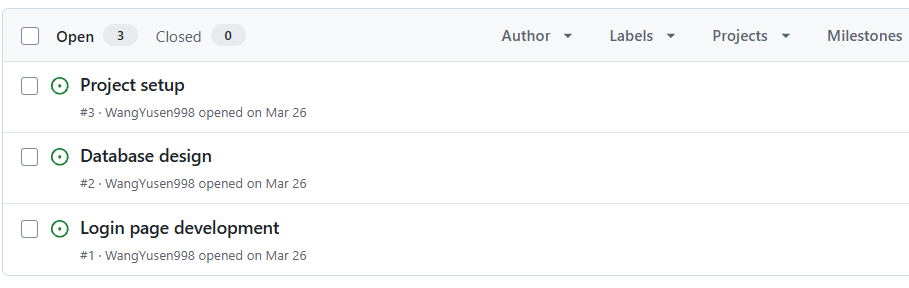 Open 3 Closed 0 Author Labels Projects Milestones
Project setup
#3 · WangYusen998 opened on Mar 26
Database design
#2 · WangYusen998 opened on Mar 26
Login page development
#1 · WangYusen998 opened on Mar 26